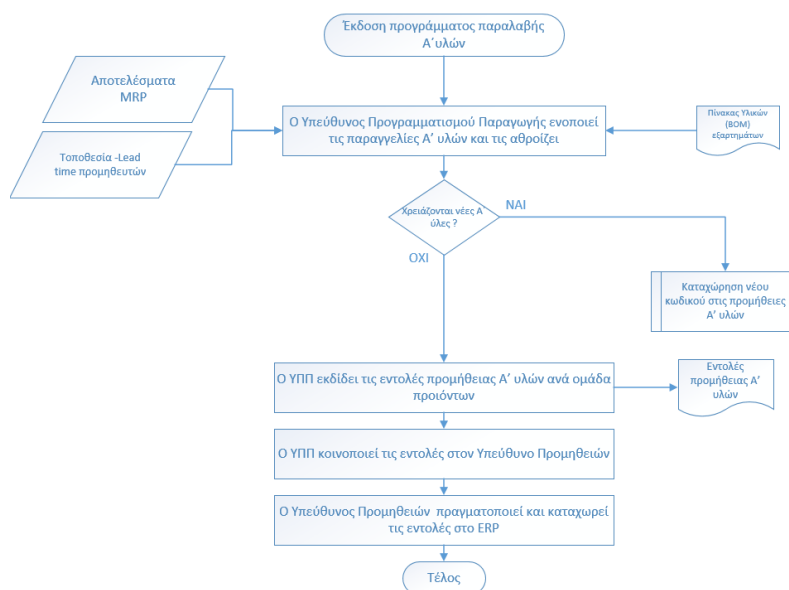 Έκδοση προγράμματος παραλαβής
Α΄υλών
Αποτελέσματα
MRP
Ο Υπεύθυνος Προγραμματισμού Παραγωγής ενοποιεί
τις παραγγελίες Α’ υλών και τις αθροίζει
Πίνακας Υλικών
(BOM)
εξαρτημάτων
Τοποθεσία -Lead
time προμηθευτών
Χρειάζονται νέες Α΄
ύλες ?
ΝΑΙ
ΟΧΙ
Καταχώρηση νέου
κωδικού στις προμήθειες
Α’ υλών
Ο ΥΠΠ εκδίδει τις εντολές προμήθειας Α’ υλών ανά ομάδα
προιόντων
Εντολές
προμήθειας Α’
υλών
Ο ΥΠΠ κοινοποιεί τις εντολές στον Υπεύθυνο Προμηθειών
Ο Υπεύθυνος Προμηθειών πραγματοποιεί και καταχωρεί
τις εντολές στο ERP
Τέλος